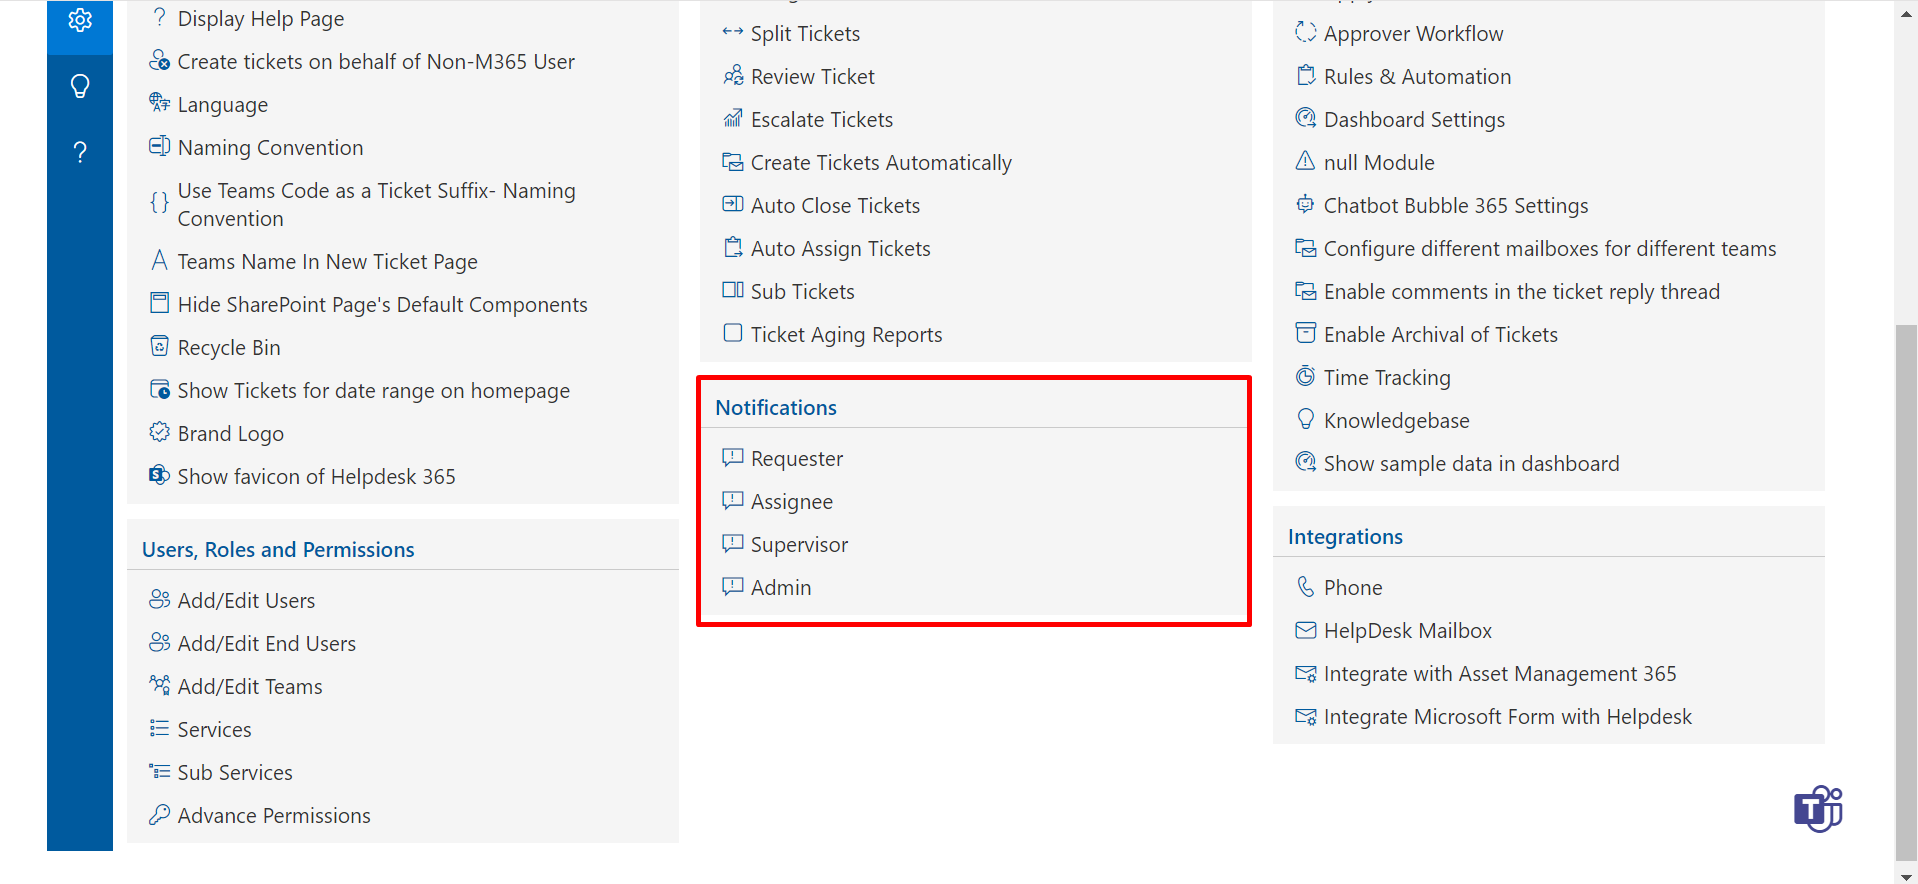 Display Help Page
Create tickets on behalf of Non-M365 User
Language
Naming Convention
Use Teams Code as a Ticket Suffix- Naming
Convention
Teams Name In New Ticket Page
Hide SharePoint Page's Default Components
Recycle Bin
Show Tickets for date range on homepage
Brand Logo
Show favicon of Helpdesk 365
Users, Roles and Permissions
Add/Edit Users
Add/Edit End Users
Add/Edit Teams
Services
Sub Services
Advance Permissions
Split Tickets
Review Ticket
Escalate Tickets
Create Tickets Automatically
Auto Close Tickets
Auto Assign Tickets
Sub Tickets
Ticket Aging Reports
Notifications
Requester
Assignee
Supervisor
Admin
Approver Workflow
Rules & Automation
Dashboard Settings
null Module
Chatbot Bubble 365 Settings
Configure different mailboxes for different teams
Enable comments in the ticket reply thread
Enable Archival of Tickets
Time Tracking
Knowledgebase
Show sample data in dashboard
Integrations
Phone
HelpDesk Mailbox
Integrate with Asset Management 365
Integrate Microsoft Form with Helpdesk